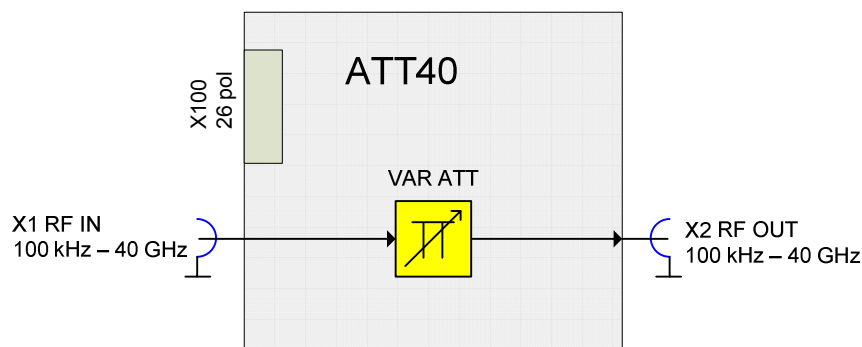 ATT40
X100
26 pol
VAR ATT
X1 RF IN
100 kHz – 40 GHz
X2 RF OUT
100 kHz – 40 GHz